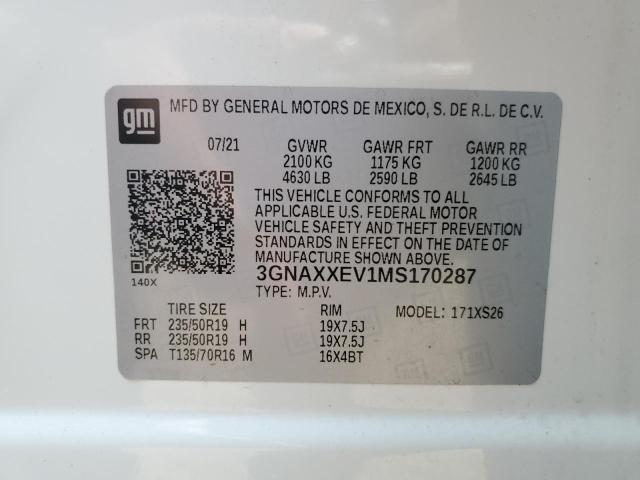 gm MFD BY GENERAL MOTORS DE MEXICO, S. DE R.L. DE C.V.
07/21 GVWR GAWR FRT GAWR RR
2100 KG 1175 KG 1200 KG
4630 LB 2590 LB 2645 LB
THIS VEHICLE CONFORMS TO ALL
APPLICABLE U.S. FEDERAL MOTOR
VEHICLE SAFETY AND THEFT PREVENTION
STANDARDS IN EFFECT ON THE DATE OF
MANUFACTURE SHOWN ABOVE.
140X 3GNAXXEV1MS170287
TYPE: M.P.V.
TIRE SIZE RIM MODEL: 171XS26
FRT 235/50R19 H 19X7.5J
RR 235/50R19 H 19X7.5J
SPA T135/70R16 M 16X4BT